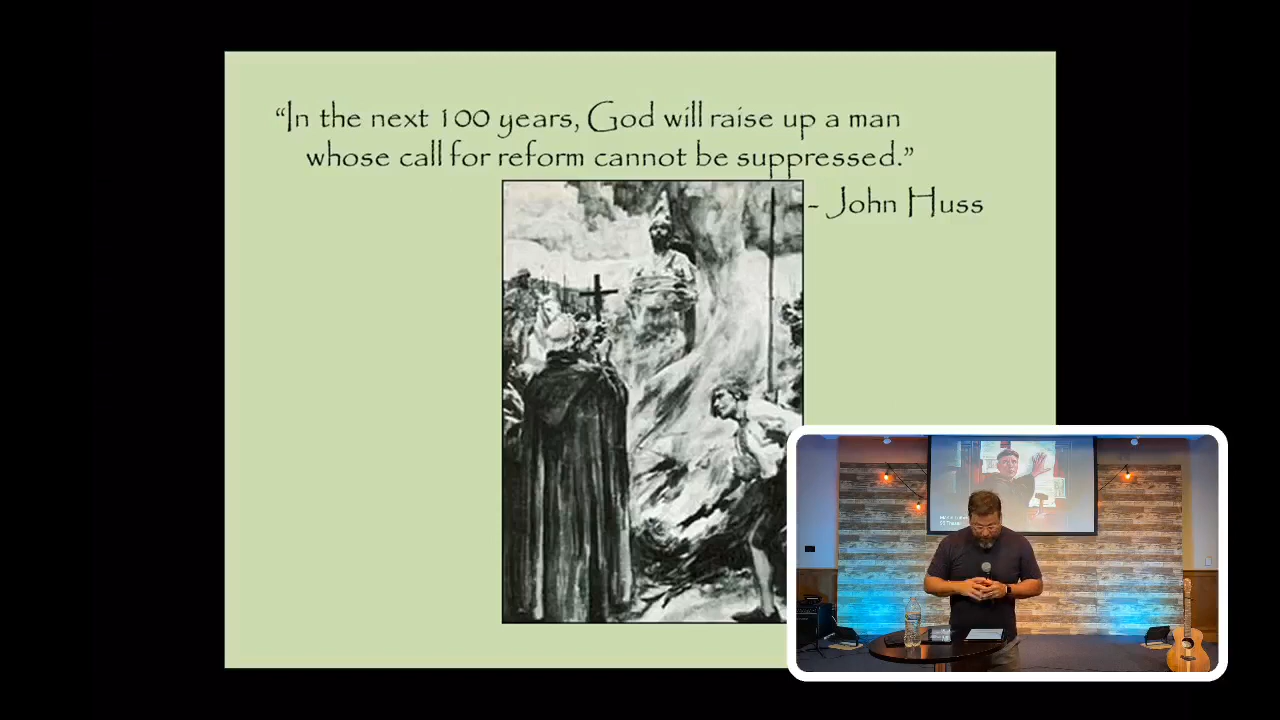 “In the next 100 years, God will raise up a man
whose call for reform cannot be suppressed.”
- John Huss